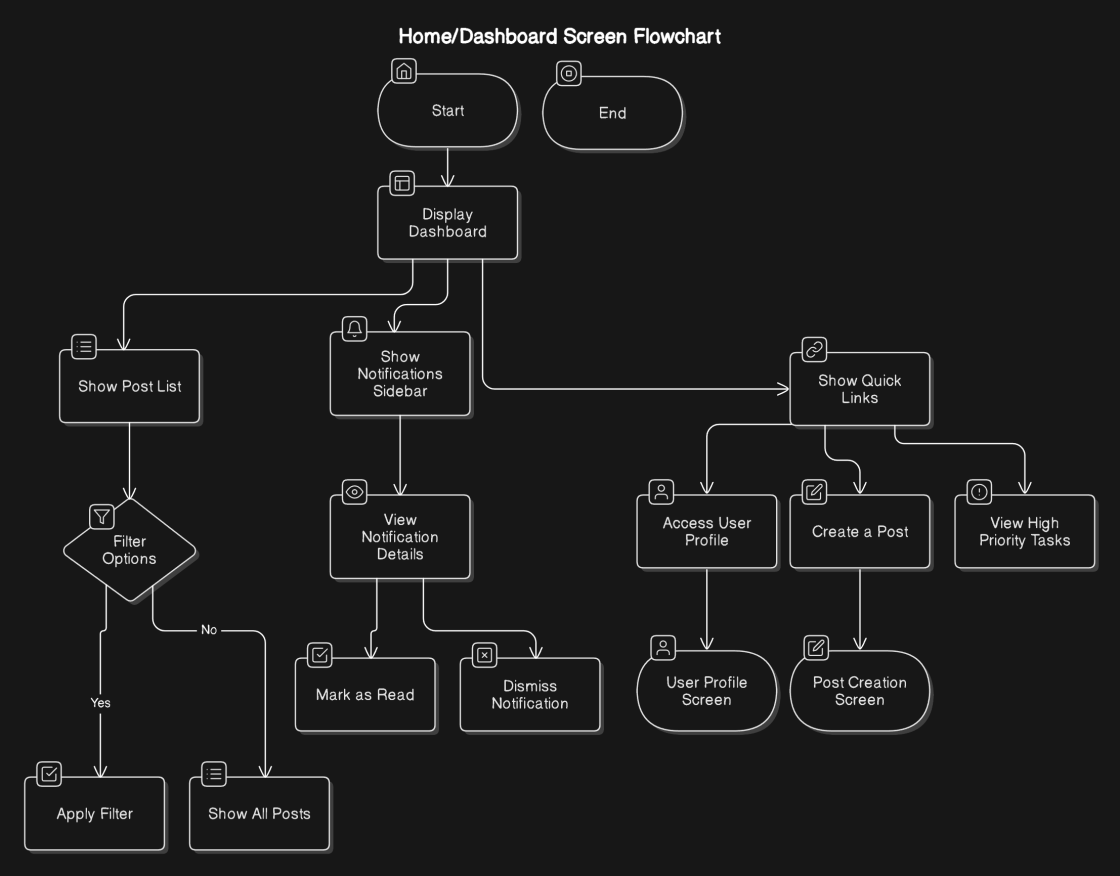 Home/Dashboard Screen Flowchart
Start
End
Display
Dashboard
Show Post List
Show
Notifications
Sidebar
Show Quick
Links
Filter
Options
View
Notification
Details
Access User
Profile
Create a Post
View High
Priority Tasks
No
Yes
Mark as Read
Dismiss
Notification
User Profile
Screen
Post Creation
Screen
Apply Filter
Show All Posts